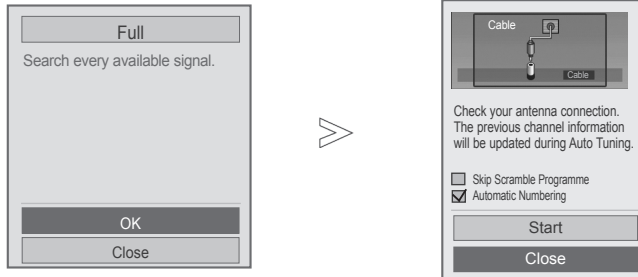 Full
Search every available signal.
OK
Close
Cable
Cable
Check your antenna connection.
The previous channel information
will be updated during Auto Tuning.
Skip Scramble Programme
Automatic Numbering
Start
Close